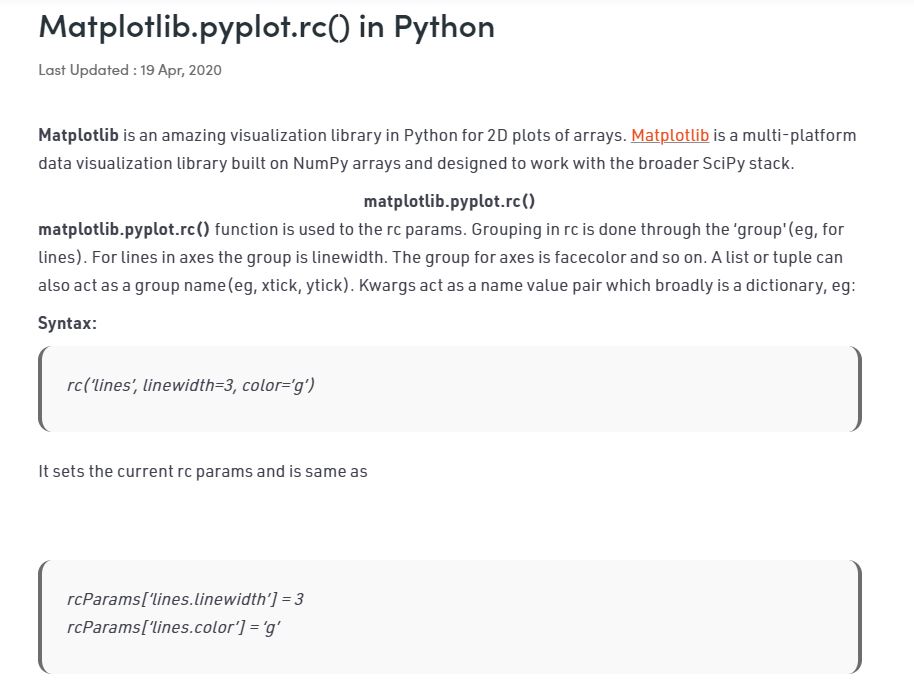 Matplotlib.pyplot.rc() in Python
Last Updated : 19 Apr, 2020
Matplotlib is an amazing visualization library in Python for 2D plots of arrays. Matplotlib is a multi-platform
data visualization library built on NumPy arrays and designed to work with the broader SciPy stack.
matplotlib.pyplot.rc()
matplotlib.pyplot.rc() function is used to the rc params. Grouping in rc is done through the ‘group'(eg, for
lines). For lines in axes the group is linewidth. The group for axes is facecolor and so on. A list or tuple can
also act as a group name(eg, xtick, ytick). Kwargs act as a name value pair which broadly is a dictionary, eg:
Syntax:
rc(‘lines’, linewidth=3, color=’g’)
It sets the current rc params and is same as
rcParams[‘lines.linewidth’] = 3
rcParams[‘lines.color’] = ‘g’